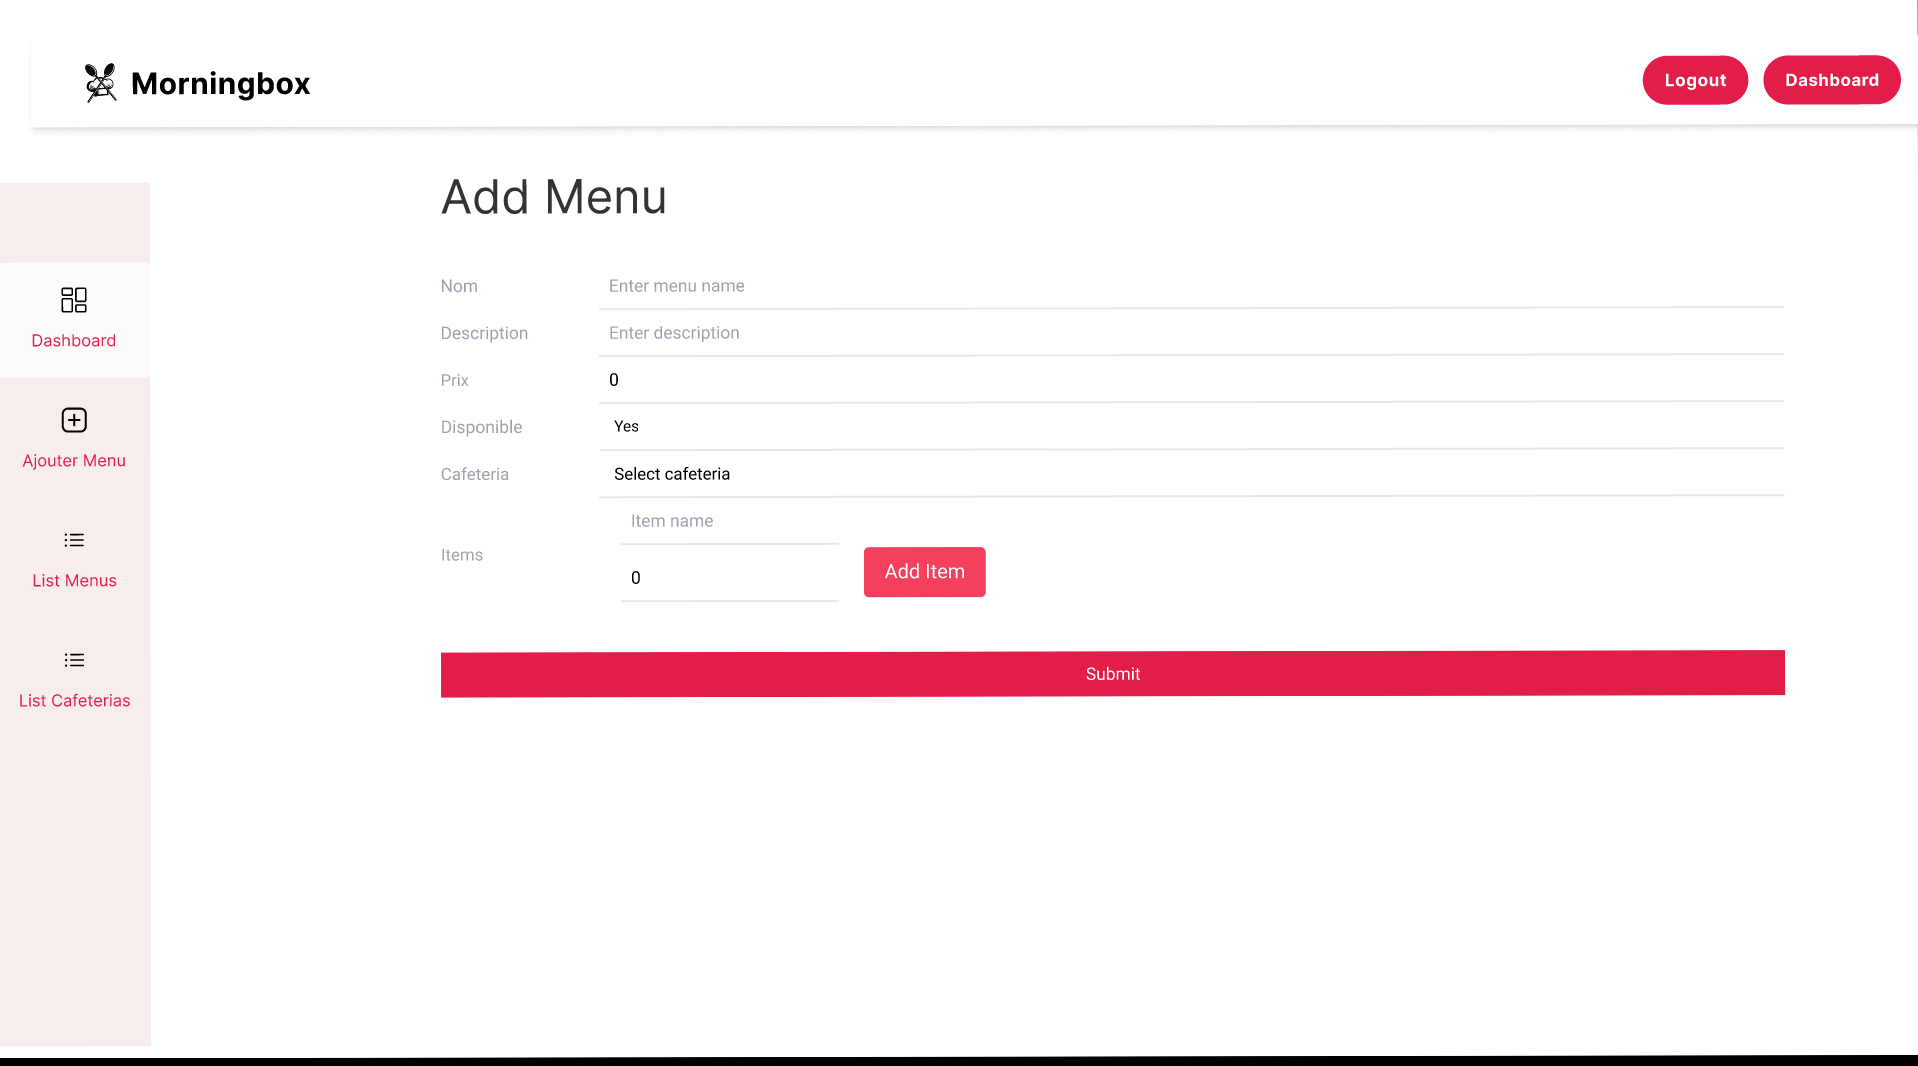 Morningbox
Logout
Dashboard
Add Menu
Dashboard
Ajouter Menu
List Menus
List Cafeterias
Nom
Enter menu name
Description
Enter description
Prix
0
Disponible
Yes
Cafeteria
Select cafeteria
Items
Item name
0
Add Item
Submit